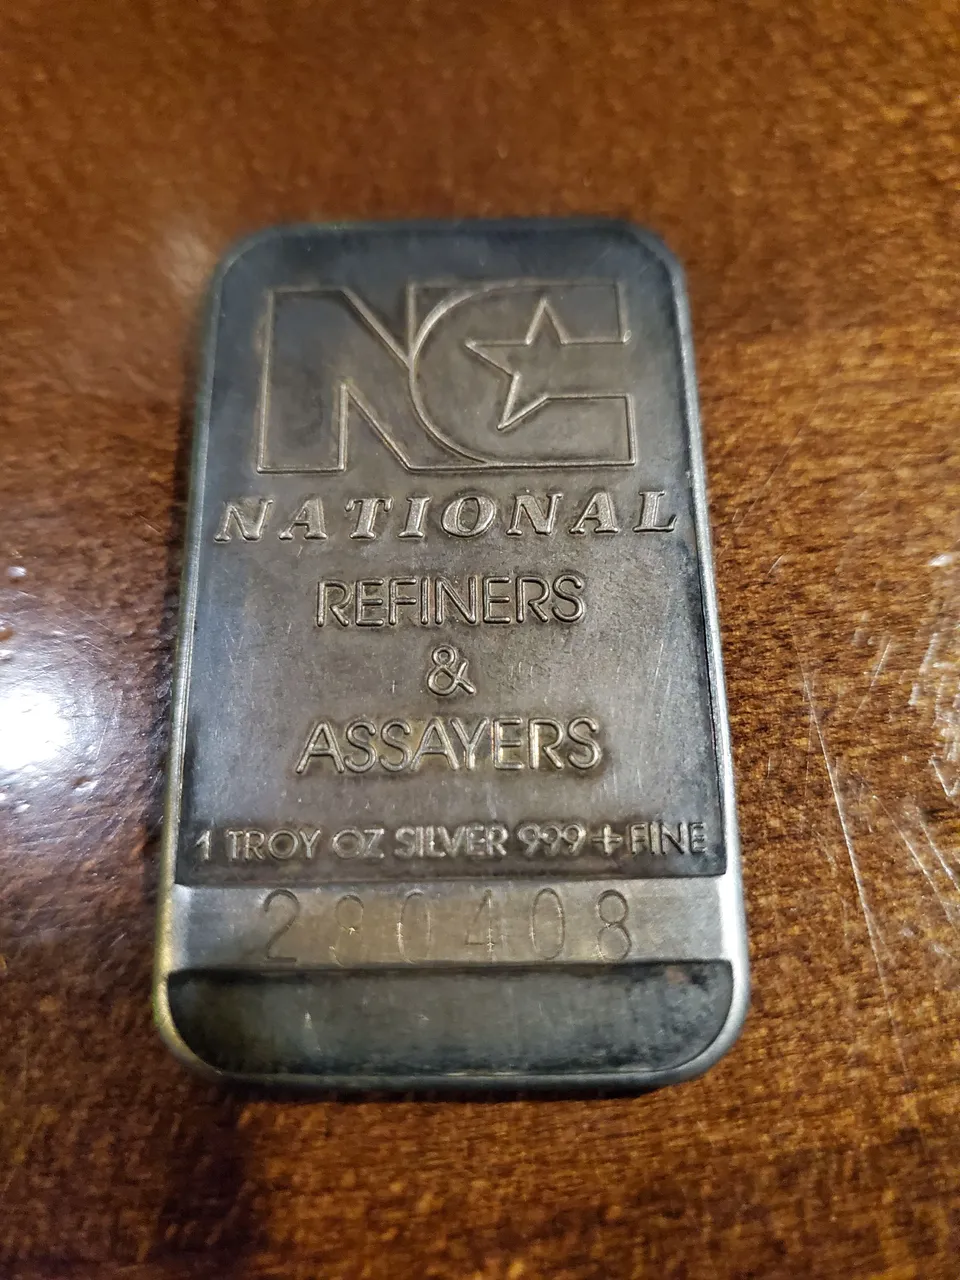 NC
NATIONAL
REFINERS
&
ASSAYERS
1 TROY OZ SILVER 999+FINE
280408